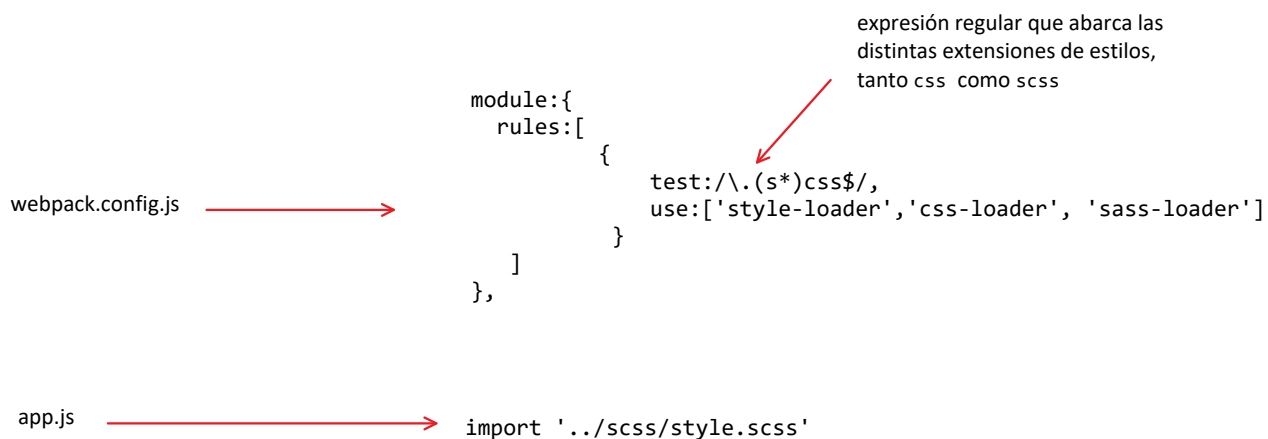 expresión regular que abarca las
distintas extensiones de estilos,
tanto css como scss
module:{
rules:[
{
test:/\.(s*)css$/,
webpack.config.js
use:['style-loader','css-loader', 'sass-loader']
}
]
},
app.js
import '../scss/style.scss'